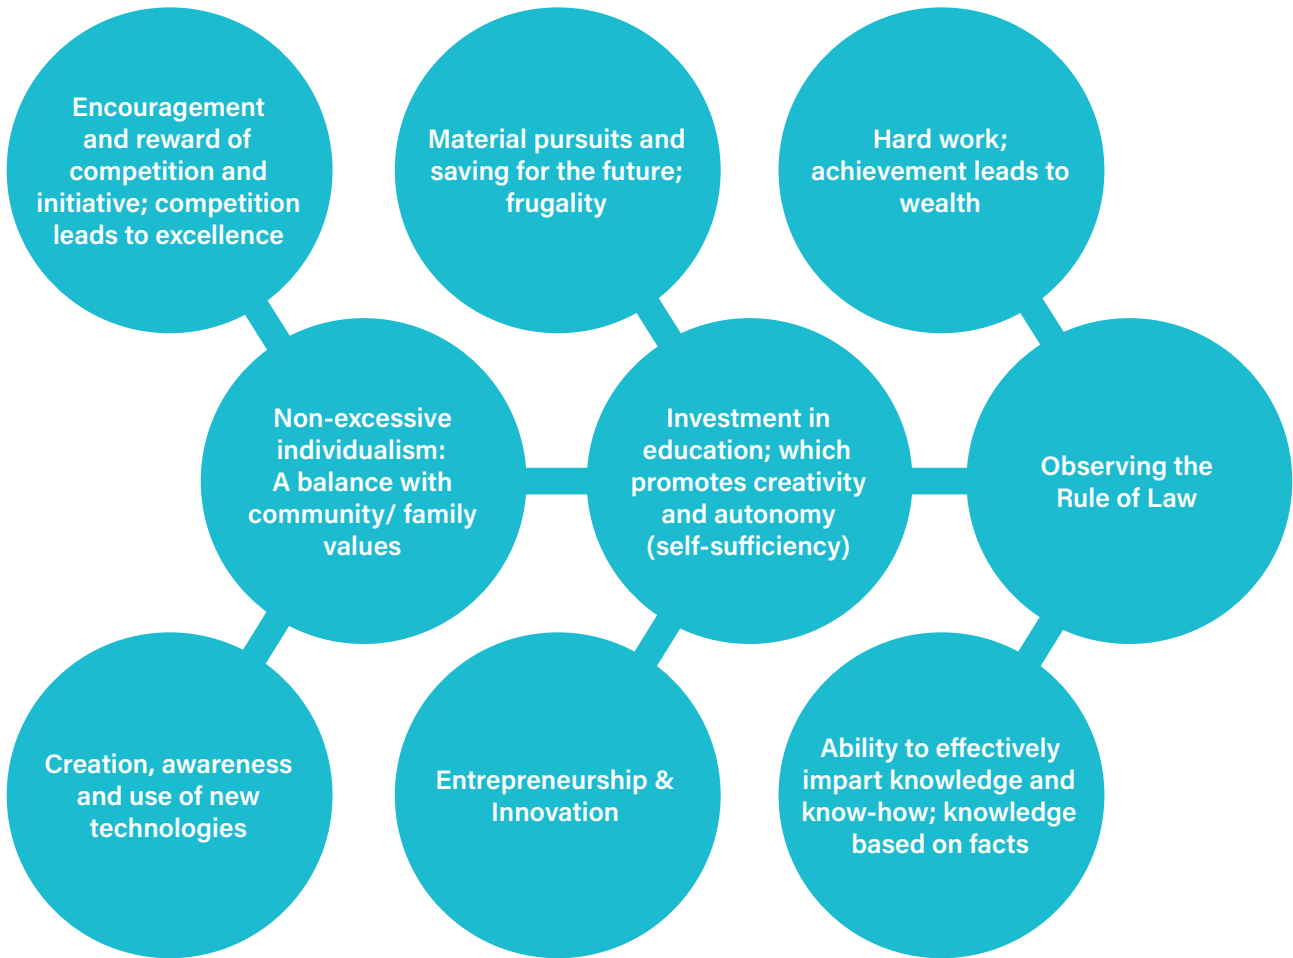 Encouragement
and reward of
competition and
initiative; competition
leads to excellence
Material pursuits and
saving for the future;
frugality
Hard work;
achievement leads to
wealth
Non-excessive
individualism:
A balance with
community/ family
values
Investment in
education; which
promotes creativity
and autonomy
(self-sufficiency)
Observing the
Rule of Law
Creation, awareness
and use of new
technologies
Entrepreneurship &
Innovation
Ability to effectively
impart knowledge and
know-how; knowledge
based on facts